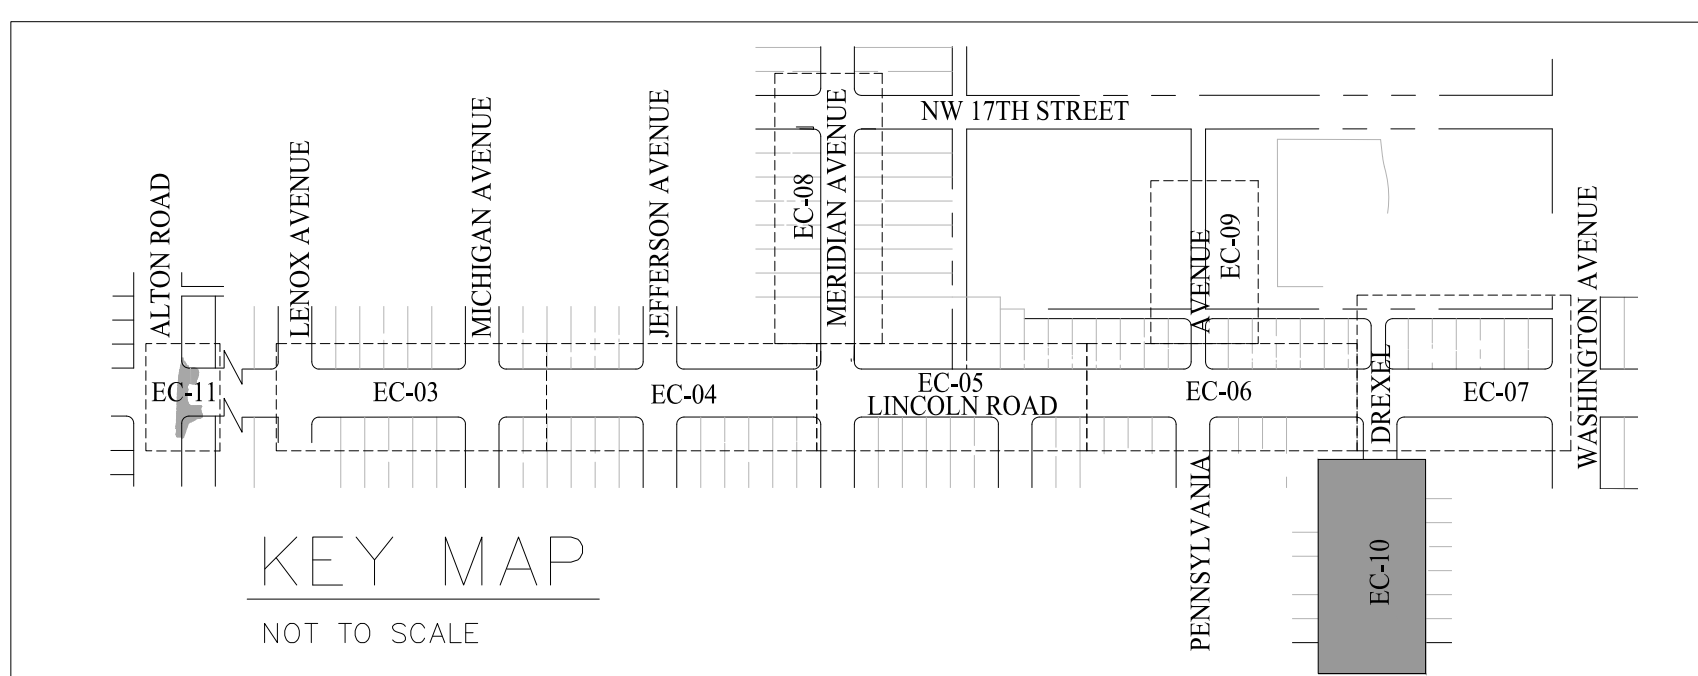 NW 17TH STREET
ALTON ROAD
LENOX AVENUE
MICHIGAN AVENUE
JEFFERSON AVENUE
EC-08
MERIDIAN AVENUE
AVENUE
EC-09
WASHINGTON AVENUE
EC-11
EC-03
EC-04
EC-05
LINCOLN ROAD
EC-06
DREXEL
EC-07
PENNSYLVANIA
EC-10
KEY MAP
NOT TO SCALE